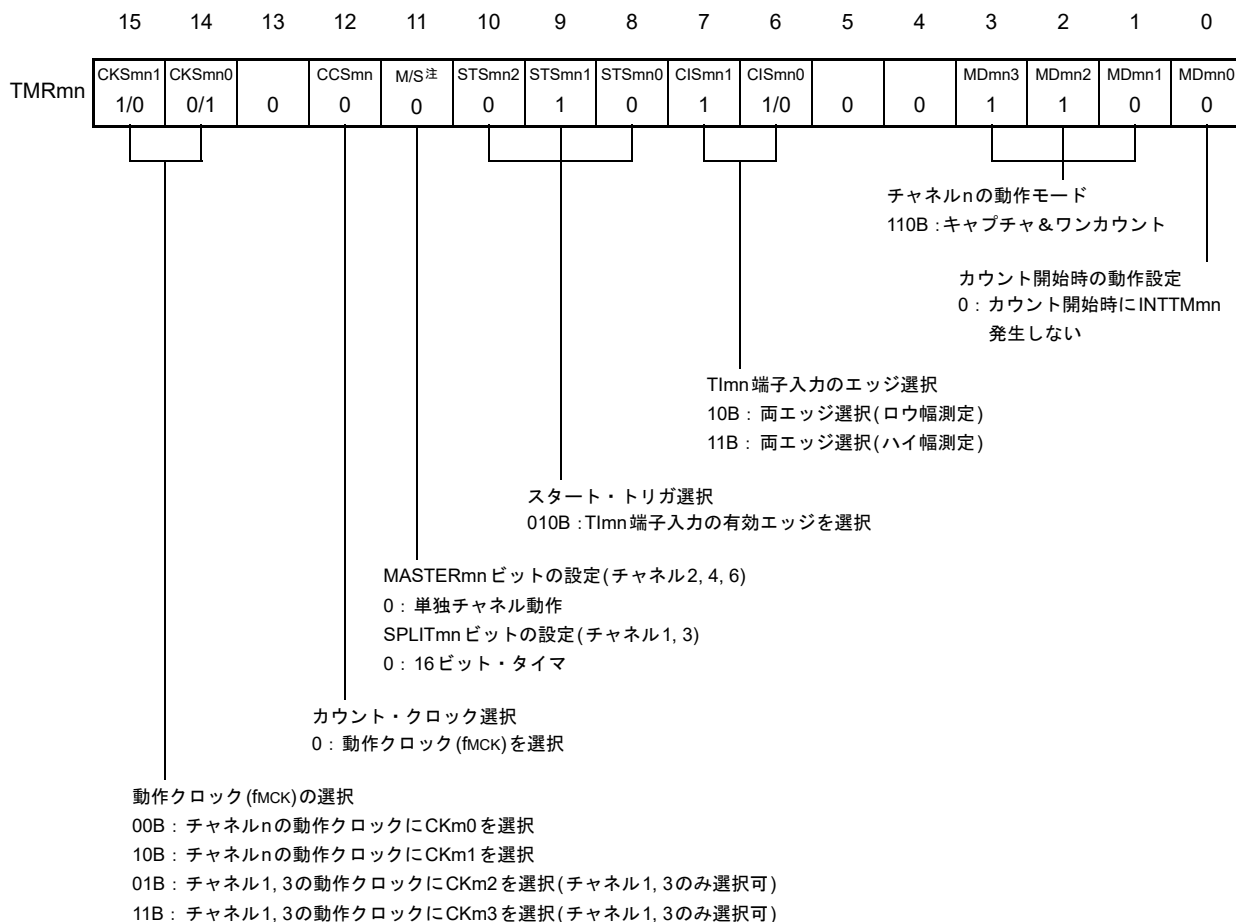 15 14 13 12 11 10 9 8 7 6 5 4 3 2 1 0
TMRmn
CKSmn1 CKSmn0 CCSmn M/S注 STSmn2 STSmn1 STSmn0 CISmn1 CISmn0 MDmn3 MDmn2 MDmn1 MDmn0
1/0 0/1 0 0 0 0 1 0 1 1/0 0 0 1 1 0 0
チャネルnの動作モード
110B：キャプチャ＆ワンカウント
カウント開始時の動作設定
0：カウント開始時にINTTMmn
発生しない
TImn端子入力のエッジ選択
10B：両エッジ選択(ロウ幅測定)
11B：両エッジ選択(ハイ幅測定)
スタート・トリガ選択
010B：TImn端子入力の有効エッジを選択
MASTERmnビットの設定(チャネル2, 4, 6)
0：単独チャネル動作
SPLITmnビットの設定(チャネル1, 3)
0：16ビット・タイマ
カウント・クロック選択
0：動作クロック(fMCK)を選択
動作クロック(fMCK)の選択
00B：チャネルnの動作クロックにCKm0を選択
10B：チャネルnの動作クロックにCKm1を選択
01B：チャネル1, 3の動作クロックにCKm2を選択(チャネル1, 3のみ選択可)
11B：チャネル1, 3の動作クロックにCKm3を選択(チャネル1, 3のみ選択可)